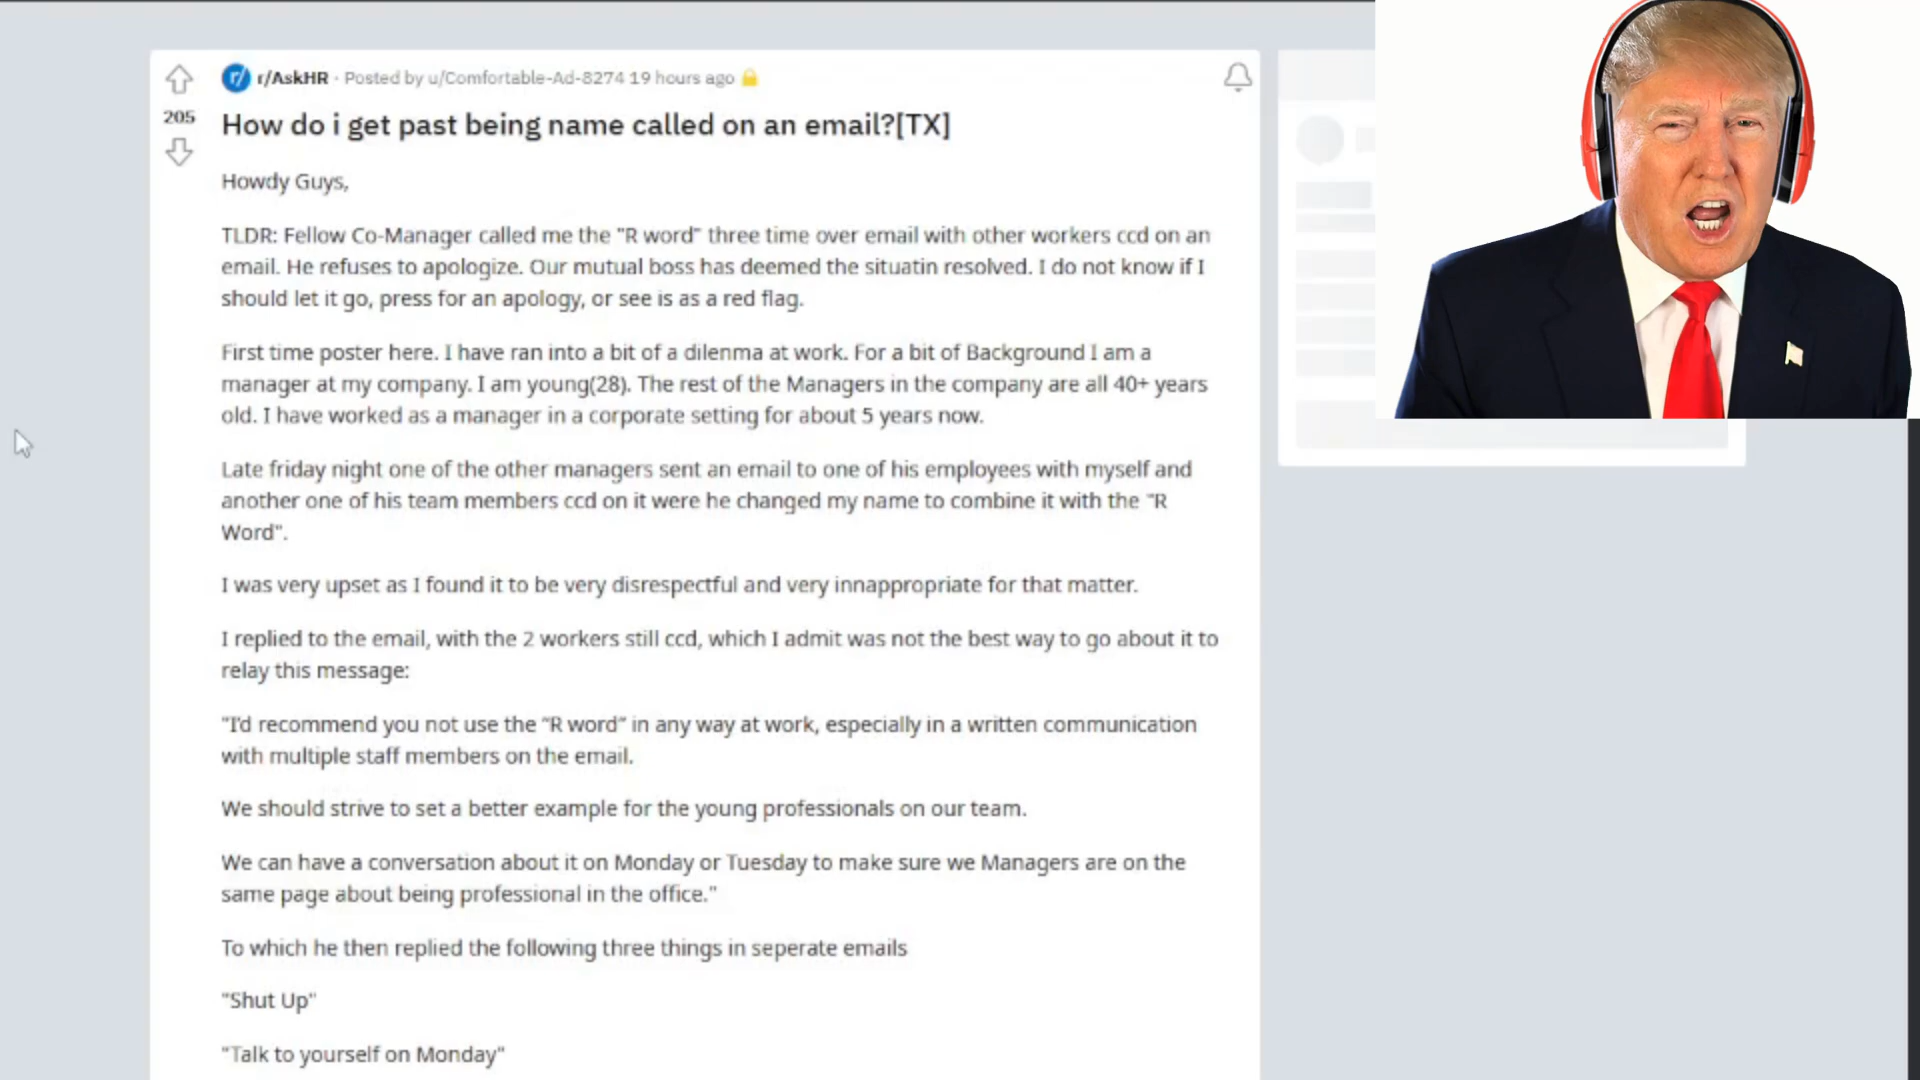 r/AskHR · Posted by u/Comfortable-Ad-8274 19 hours ago
205
How do i get past being name called on an email?[TX]
Howdy Guys,
TLDR: Fellow Co-Manager called me the "R word" three time over email with other workers ccd on an
email. He refuses to apologize. Our mutual boss has deemed the situatin resolved. I do not know if I
should let it go, press for an apology, or see is as a red flag.
First time poster here. I have ran into a bit of a dilenma at work. For a bit of Background I am a
manager at my company. I am young(28). The rest of the Managers in the company are all 40+ years
old. I have worked as a manager in a corporate setting for about 5 years now.
Late friday night one of the other managers sent an email to one of his employees with myself and
another one of his team members ccd on it were he changed my name to combine it with the "R
Word".
I was very upset as I found it to be very disrespectful and very innappropriate for that matter.
I replied to the email, with the 2 workers still ccd, which I admit was not the best way to go about it to
relay this message:
"I'd recommend you not use the "R word" in any way at work, especially in a written communication
with multiple staff members on the email.
We should strive to set a better example for the young professionals on our team.
We can have a conversation about it on Monday or Tuesday to make sure we Managers are on the
same page about being professional in the office."
To which he then replied the following three things in seperate emails
"Shut Up"
"Talk to yourself on Monday"